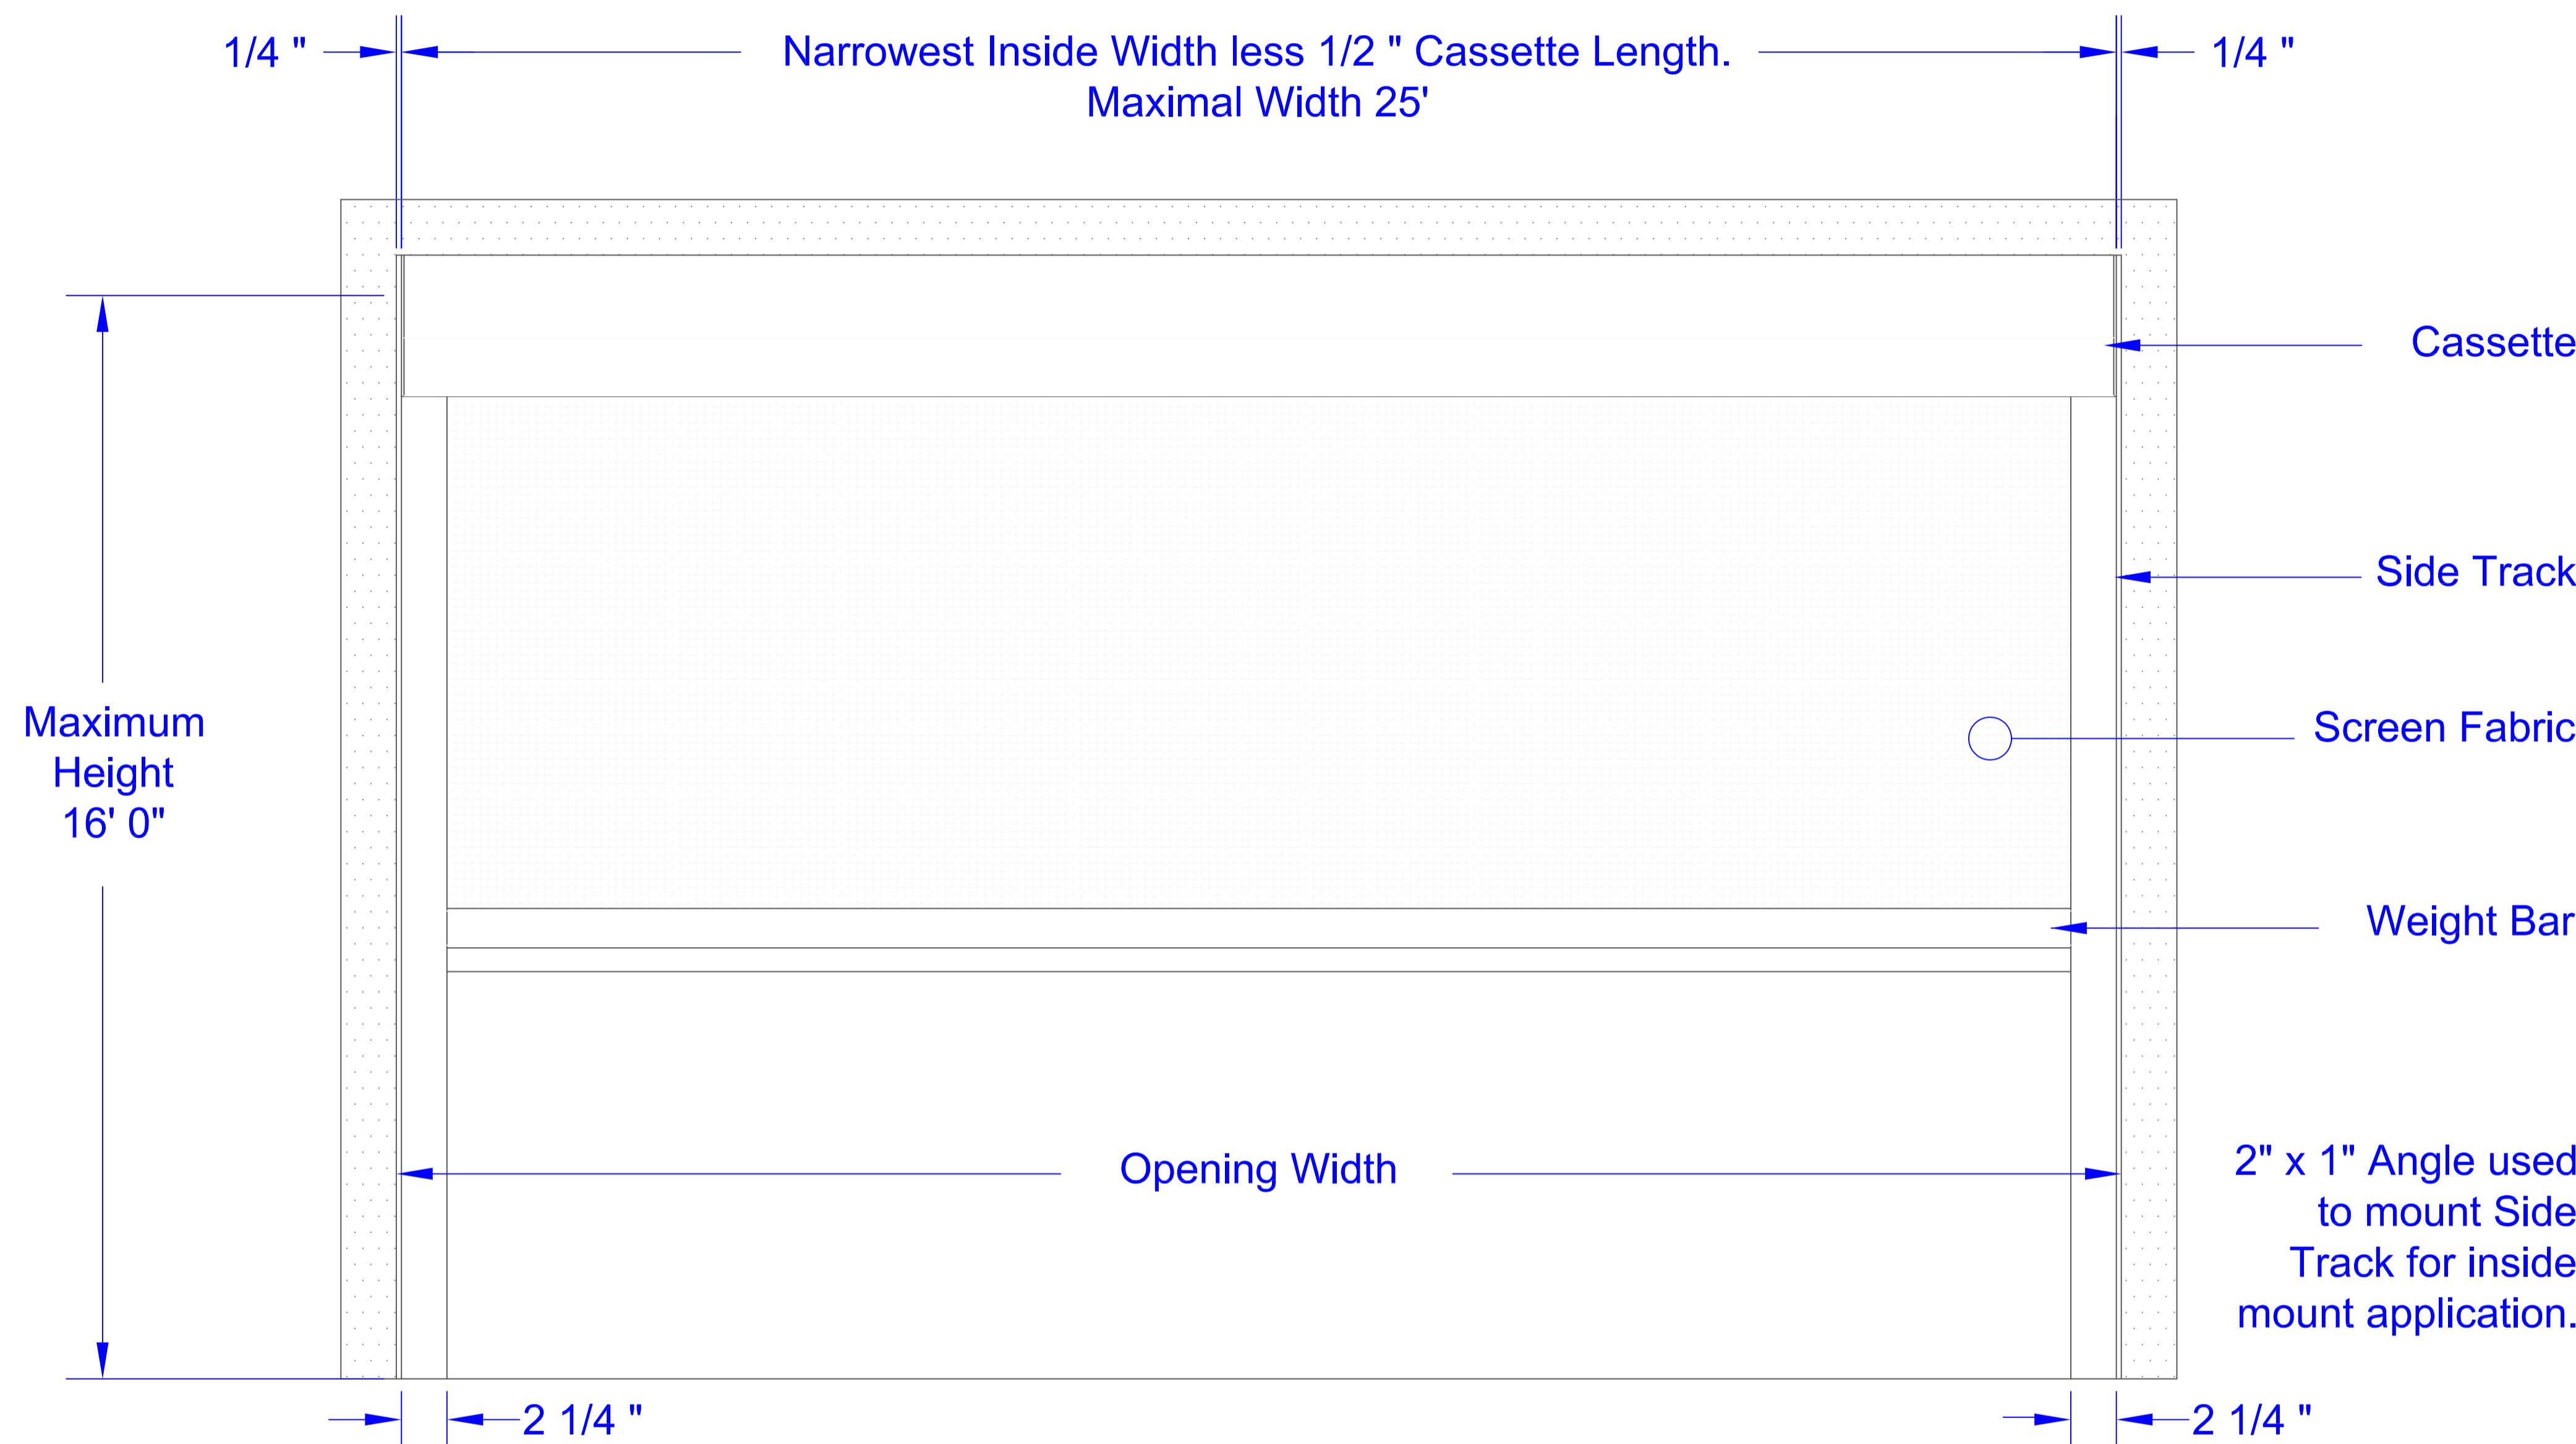 1/4 "
Narrowest Inside Width less 1/2 " Cassette Length.
Maximal Width 25'
1/4 "
Cassette
Side Track
Screen Fabric
Maximum
Height
16' 0"
Weight Bar
Opening Width
2" x 1" Angle used
to mount Side
Track for inside
mount application.
2 1/4 "
2 1/4 "